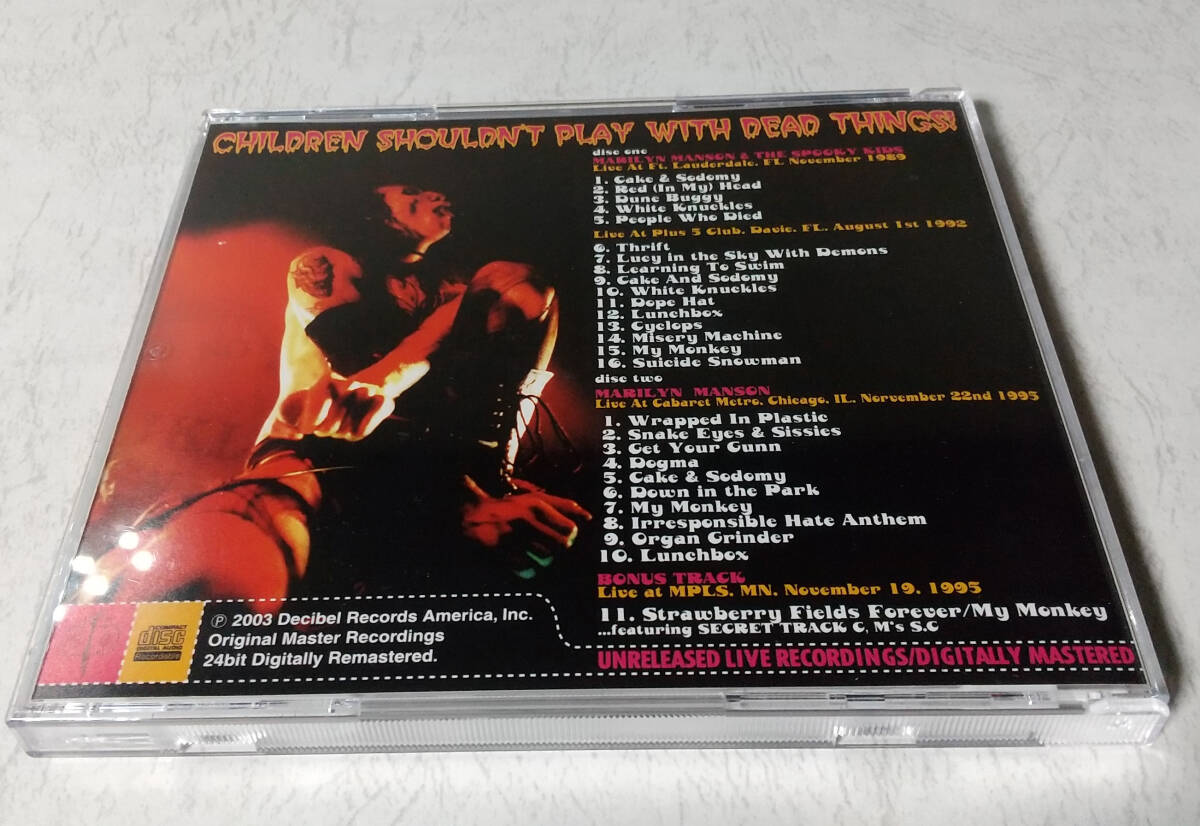 CHILDREN SHOULDN'T PLAY WITH DEAD THINGS!
disc one
MARILYN MANSON & THE SPOOKY KIDS
Live At Ft. Lauderdale, FL November 1989
1. Cake & Sodomy
2. Red (In My) Head
3. Dune Buggy
4. White Knuckles
5. People Who Died
Live At Plus 5 Club, Davie, FL, August 1st 1992
6. Thrift
7. Lucy in the Sky With Demons
8. Learning To Swim
9. Cake And Sodomy
10. White Knuckles
11. Dope Hat
12. Lunchbox
13. Cyclops
14. Misery Machine
15. My Monkey
16. Suicide Snowman
disc two
MARILYN MANSON
Live At Cabaret Metro, Chicago, IL, Norvember 22nd 1995
1. Wrapped In Plastic
2. Snake Eyes & Sissies
3. Get Your Gunn
4. Dogma
5. Cake & Sodomy
6. Down in the Park
7. My Monkey
8. Irresponsible Hate Anthem
9. Organ Grinder
10. Lunchbox
BONUS TRACK
Live at MPLS, MN, November 19, 1995
11. Strawberry Fields Forever/My Monkey
...featuring SECRET TRACK C, M's S.C
UNRELEASED LIVE RECORDINGS/DIGITALLY MASTERED
COMPACT
disc
DIGITAL AUDIO
Recordable
℗ 2003 Decibel Records America, Inc.
Original Master Recordings
24bit Digitally Remastered.